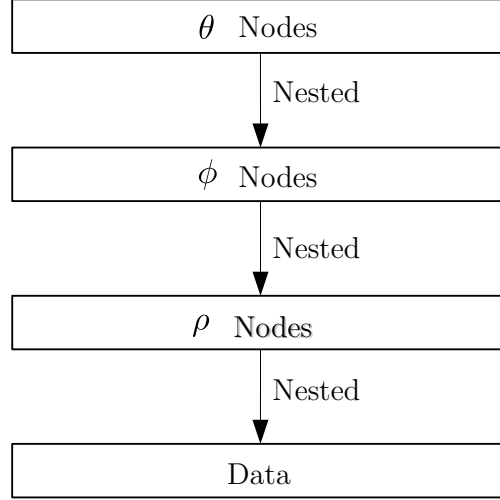 θ Nodes
Nested
ϕ Nodes
Nested
ρ Nodes
Nested
Data